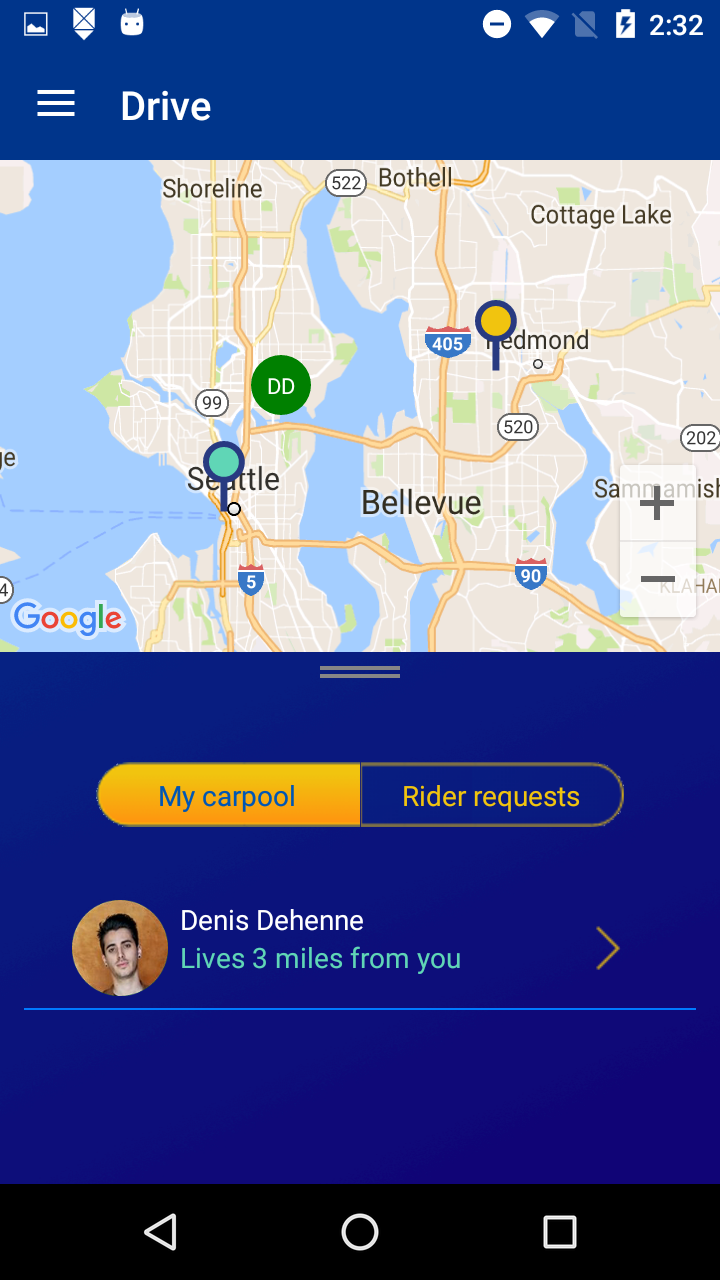 2:32
Drive
Shoreline
522
Bothell
Cottage Lake
405
Redmond
DD
99
520
202
Seattle
Bellevue
Sammamish
5
90
4
KLAHA
Google
My carpool
Rider requests
Denis Dehenne
Lives 3 miles from you